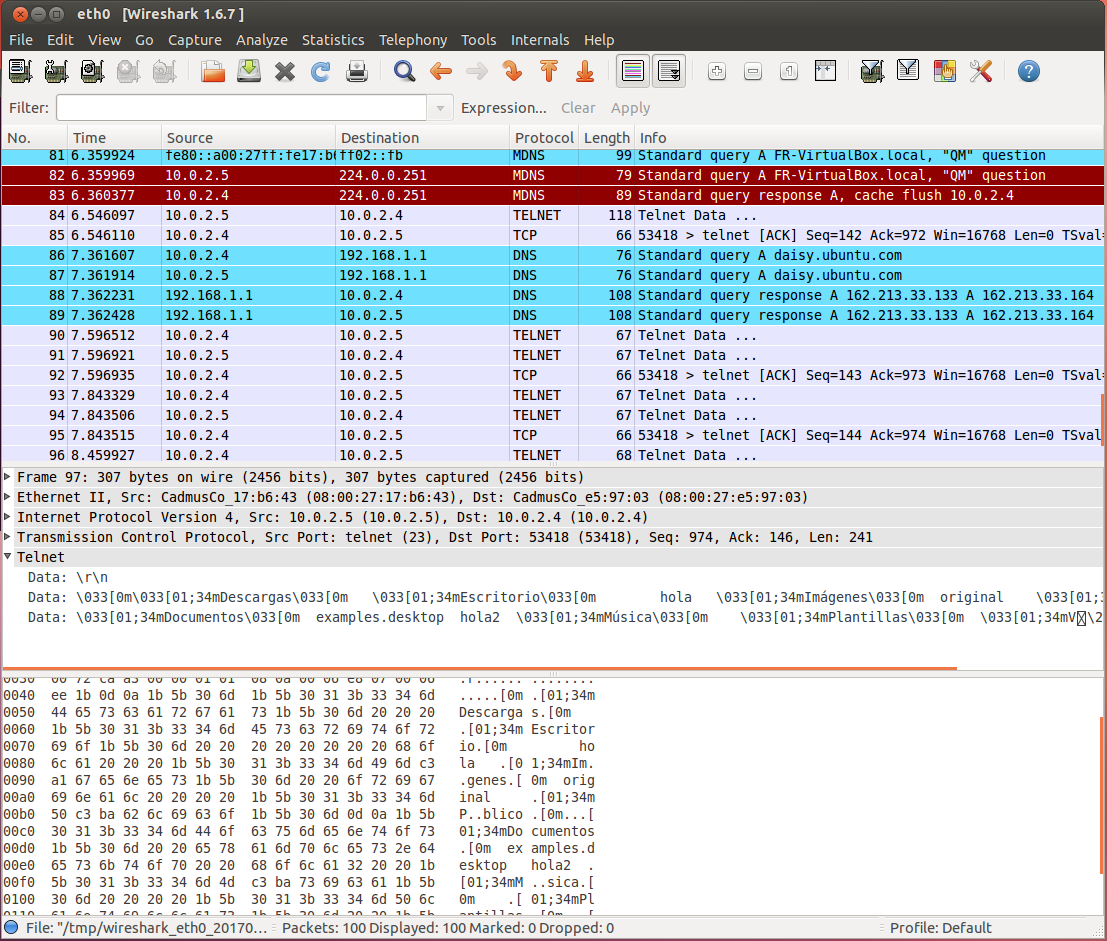 eth0 [Wireshark 1.6.7 ]
File Edit View Go Capture Analyze Statistics Telephony Tools Internals Help
Filter: Expression... Clear Apply
No. Time Source Destination Protocol Length Info
81 6.359924 fe80::a00:27ff:fe17:b6 ff02::fb MDNS 99 Standard query A FR-VirtualBox.local, "QM" question
82 6.359969 10.0.2.5 224.0.0.251 MDNS 79 Standard query A FR-VirtualBox.local, "QM" question
83 6.360377 10.0.2.4 224.0.0.251 MDNS 89 Standard query response A, cache flush 10.0.2.4
84 6.546097 10.0.2.5 10.0.2.4 TELNET 118 Telnet Data ...
85 6.546110 10.0.2.4 10.0.2.5 TCP 66 53418 > telnet [ACK] Seq=142 Ack=972 Win=16768 Len=0 TSval=
86 7.361607 10.0.2.4 192.168.1.1 DNS 76 Standard query A daisy.ubuntu.com
87 7.361914 10.0.2.5 192.168.1.1 DNS 76 Standard query A daisy.ubuntu.com
88 7.362231 192.168.1.1 10.0.2.4 DNS 108 Standard query response A 162.213.33.133 A 162.213.33.164
89 7.362428 192.168.1.1 10.0.2.5 DNS 108 Standard query response A 162.213.33.133 A 162.213.33.164
90 7.596512 10.0.2.4 10.0.2.5 TELNET 67 Telnet Data ...
91 7.596921 10.0.2.5 10.0.2.4 TELNET 67 Telnet Data ...
92 7.596935 10.0.2.4 10.0.2.5 TCP 66 53418 > telnet [ACK] Seq=143 Ack=973 Win=16768 Len=0 TSval=
93 7.843329 10.0.2.4 10.0.2.5 TELNET 67 Telnet Data ...
94 7.843506 10.0.2.5 10.0.2.4 TELNET 67 Telnet Data ...
95 7.843515 10.0.2.4 10.0.2.5 TCP 66 53418 > telnet [ACK] Seq=144 Ack=974 Win=16768 Len=0 TSval=
96 8.459927 10.0.2.4 10.0.2.5 TELNET 68 Telnet Data ...
Frame 97: 307 bytes on wire (2456 bits), 307 bytes captured (2456 bits)
Ethernet II, Src: CadmusCo_17:b6:43 (08:00:27:17:b6:43), Dst: CadmusCo_e5:97:03 (08:00:27:e5:97:03)
Internet Protocol Version 4, Src: 10.0.2.5 (10.0.2.5), Dst: 10.0.2.4 (10.0.2.4)
Transmission Control Protocol, Src Port: telnet (23), Dst Port: 53418 (53418), Seq: 974, Ack: 146, Len: 241
Telnet
Data: \r\n
Data: \033[0m\033[01;34mDescargas\033[0m \033[01;34mEscritorio\033[0m hola \033[01;34mImágenes\033[0m original \033[01;3
Data: \033[01;34mDocumentos\033[0m examples.desktop hola2 \033[01;34mMúsica\033[0m \033[01;34mPlantillas\033[0m \033[01;34mV\2
0040 ee 1b 0d 0a 1b 5b 30 6d 1b 5b 30 31 3b 33 34 6d .....[0m .[01;34m
0050 44 65 73 63 61 72 67 61 73 1b 5b 30 6d 20 20 20 Descarga s.[0m
0060 1b 5b 30 31 3b 33 34 6d 45 73 63 72 69 74 6f 72 .[01;34m Escritor
0070 69 6f 1b 5b 30 6d 20 20 20 20 20 20 20 20 68 6f io.[0m ho
0080 6c 61 20 20 20 1b 5b 30 31 3b 33 34 6d 49 6d c3 la .[0 1;34mIm.
0090 a1 67 65 6e 65 73 1b 5b 30 6d 20 20 6f 72 69 67 .genes.[ 0m orig
00a0 69 6e 61 6c 20 20 20 20 1b 5b 30 31 3b 33 34 6d inal .[01;34m
00b0 50 c3 ba 62 6c 69 63 6f 1b 5b 30 6d 0d 0a 1b 5b P..blico .[0m...[
00c0 30 31 3b 33 34 6d 44 6f 63 75 6d 65 6e 74 6f 73 01;34mDo cumentos
00d0 1b 5b 30 6d 20 20 65 78 61 6d 70 6c 65 73 2e 64 .[0m ex amples.d
00e0 65 73 6b 74 6f 70 20 20 68 6f 6c 61 32 20 20 1b esktop hola2 .
00f0 5b 30 31 3b 33 34 6d 4d c3 ba 73 69 63 61 1b 5b [01;34mM ..sica.[
0100 30 6d 20 20 20 20 1b 5b 30 31 3b 33 34 6d 50 6c 0m .[ 01;34mPl
File: "/tmp/wireshark_eth0_20170... Packets: 100 Displayed: 100 Marked: 0 Dropped: 0 Profile: Default